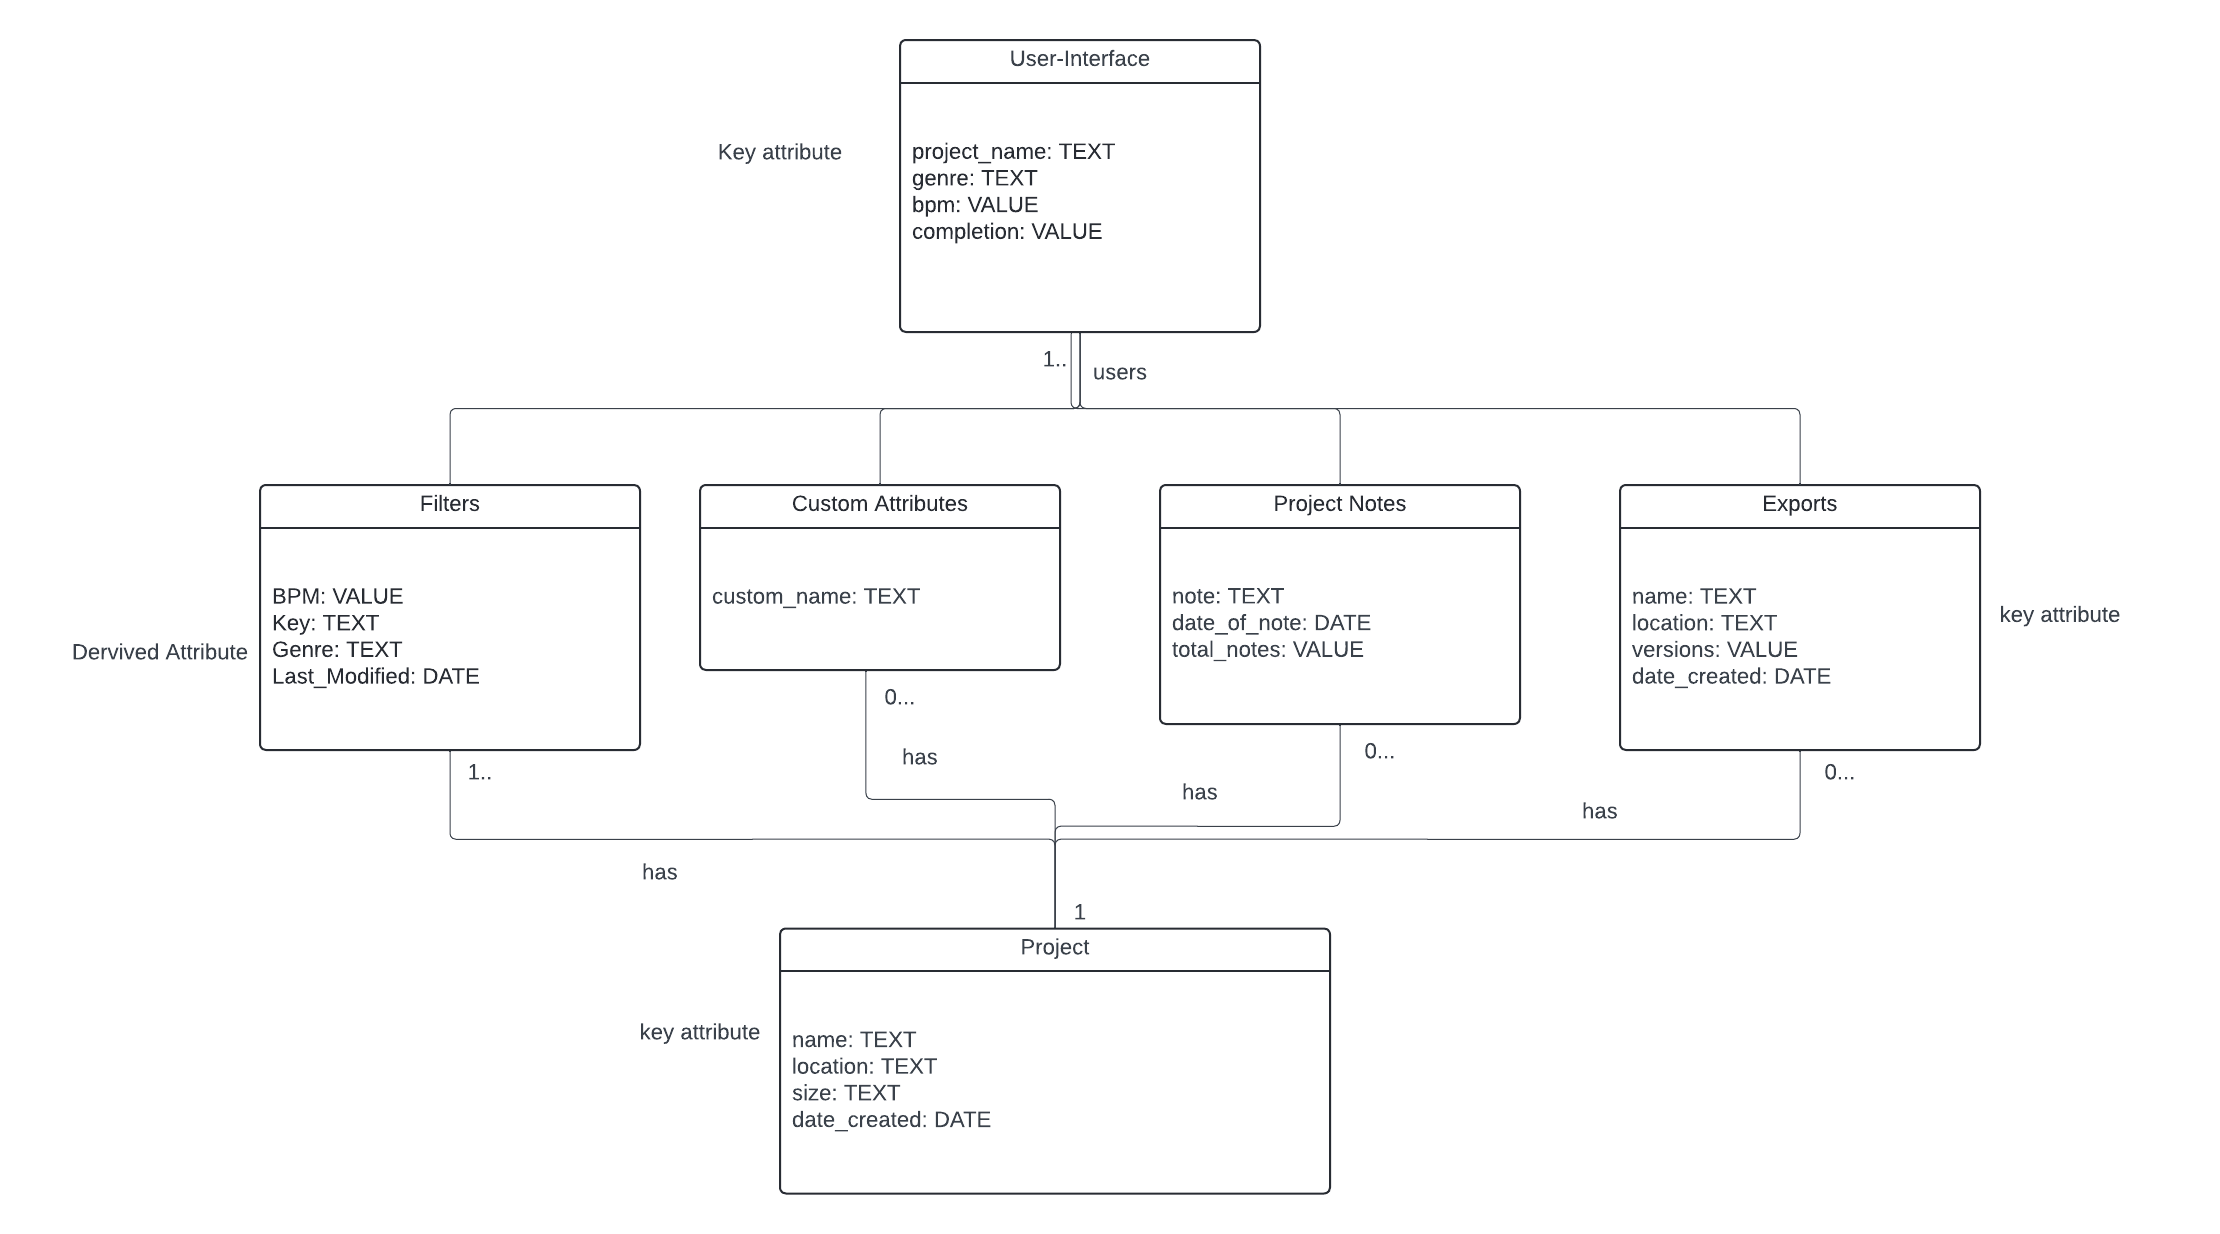 User-Interface
Key attribute
project_name: TEXT
genre: TEXT
bpm: VALUE
completion: VALUE
1..
users
Filters
Dervived Attribute
BPM: VALUE
Key: TEXT
Genre: TEXT
Last_Modified: DATE
Custom Attributes
custom_name: TEXT
Project Notes
note: TEXT
date_of_note: DATE
total_notes: VALUE
Exports
name: TEXT
location: TEXT
versions: VALUE
date_created: DATE
key attribute
1..
0...
0...
0...
has
has
has
has
1
Project
key attribute
name: TEXT
location: TEXT
size: TEXT
date_created: DATE